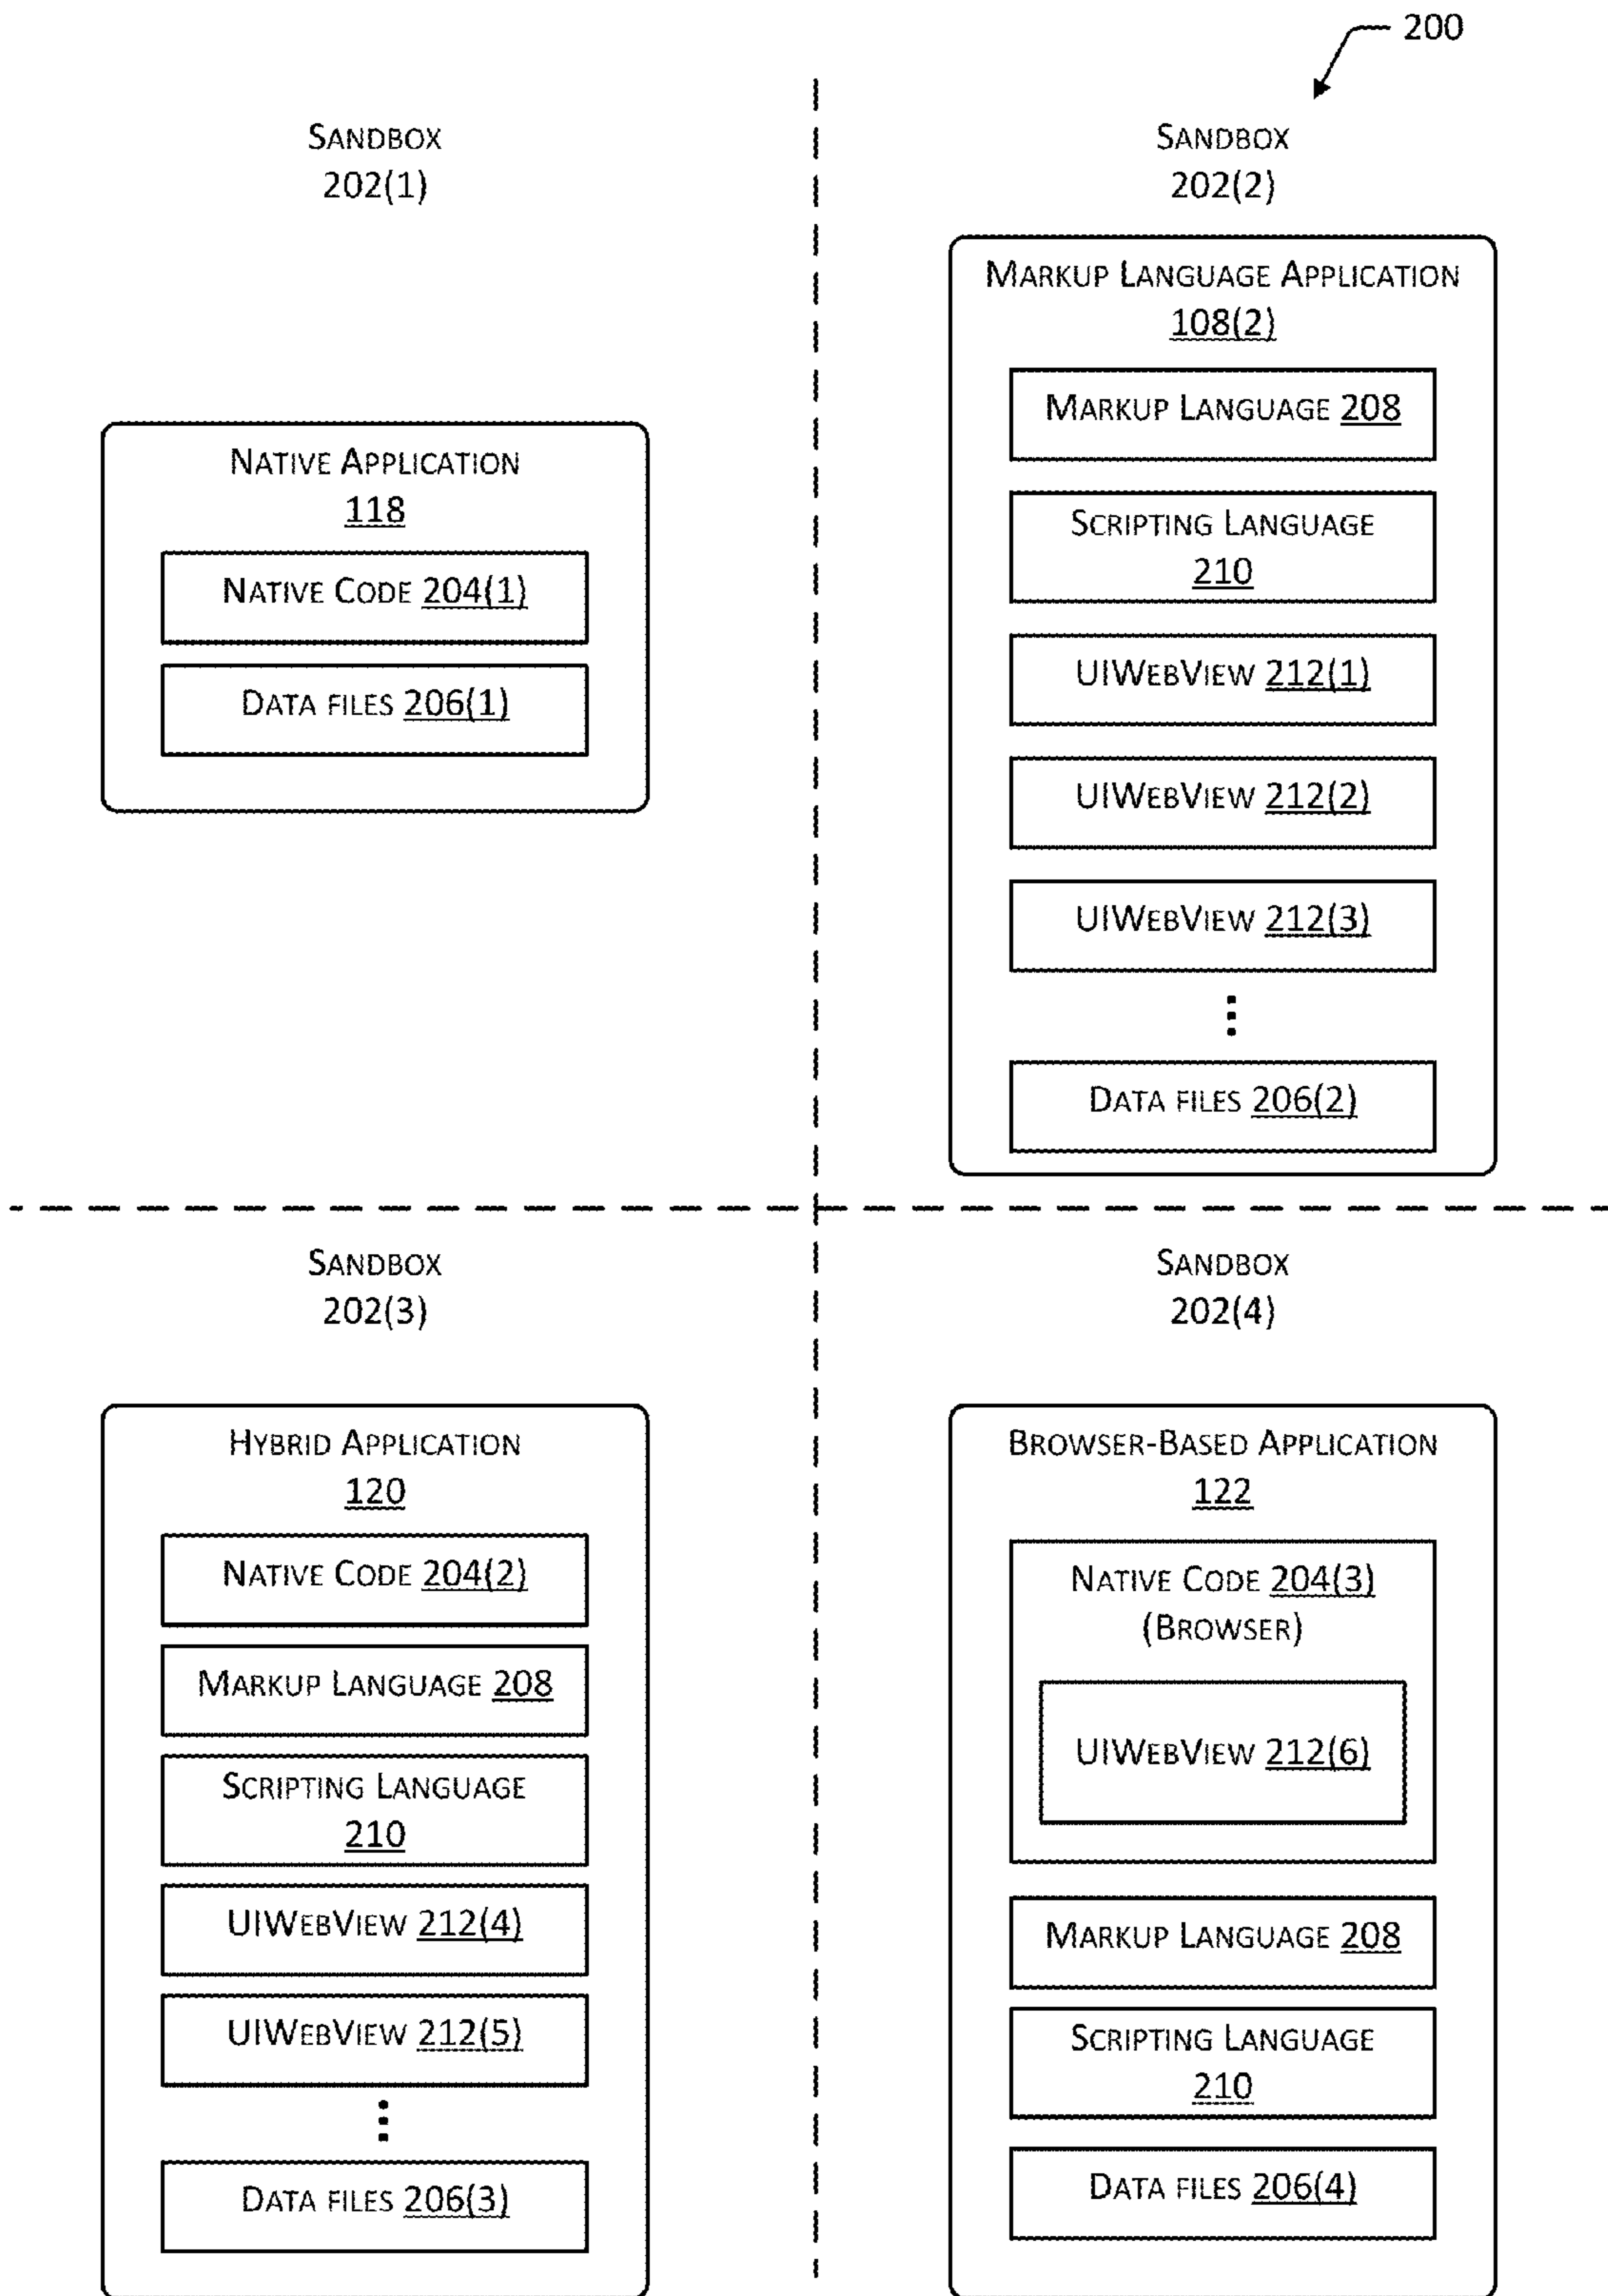 200
SANDBOX
202(1)
NATIVE APPLICATION
118
NATIVE CODE 204(1)
DATA FILES 206(1)
SANDBOX
202(2)
MARKUP LANGUAGE APPLICATION
108(2)
MARKUP LANGUAGE 208
SCRIPTING LANGUAGE
210
UIWEBVIEW 212(1)
UIWEBVIEW 212(2)
UIWEBVIEW 212(3)
DATA FILES 206(2)
SANDBOX
202(3)
HYBRID APPLICATION
120
NATIVE CODE 204(2)
MARKUP LANGUAGE 208
SCRIPTING LANGUAGE
210
UIWEBVIEW 212(4)
UIWEBVIEW 212(5)
DATA FILES 206(3)
SANDBOX
202(4)
BROWSER-BASED APPLICATION
122
NATIVE CODE 204(3)
(BROWSER)
UIWEBVIEW 212(6)
MARKUP LANGUAGE 208
SCRIPTING LANGUAGE
210
DATA FILES 206(4)